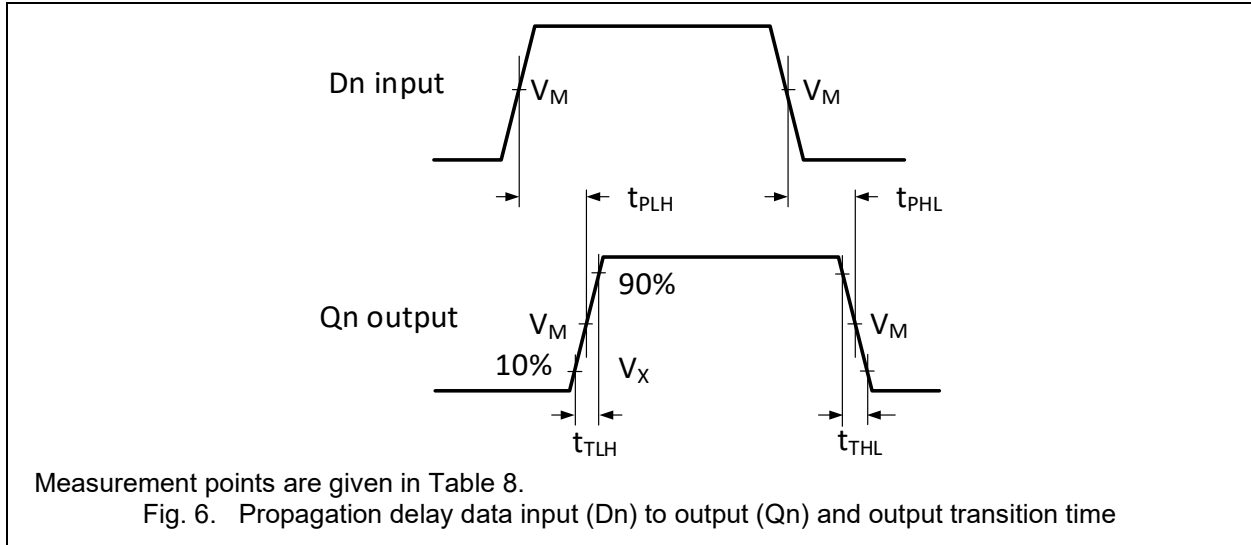 Dn input
V_M
V_M
t_PLH
t_PHL
90%
Qn output
V_M
V_M
10%
V_X
t_TLH
t_THL
Measurement points are given in Table 8.
Fig. 6. Propagation delay data input (Dn) to output (Qn) and output transition time